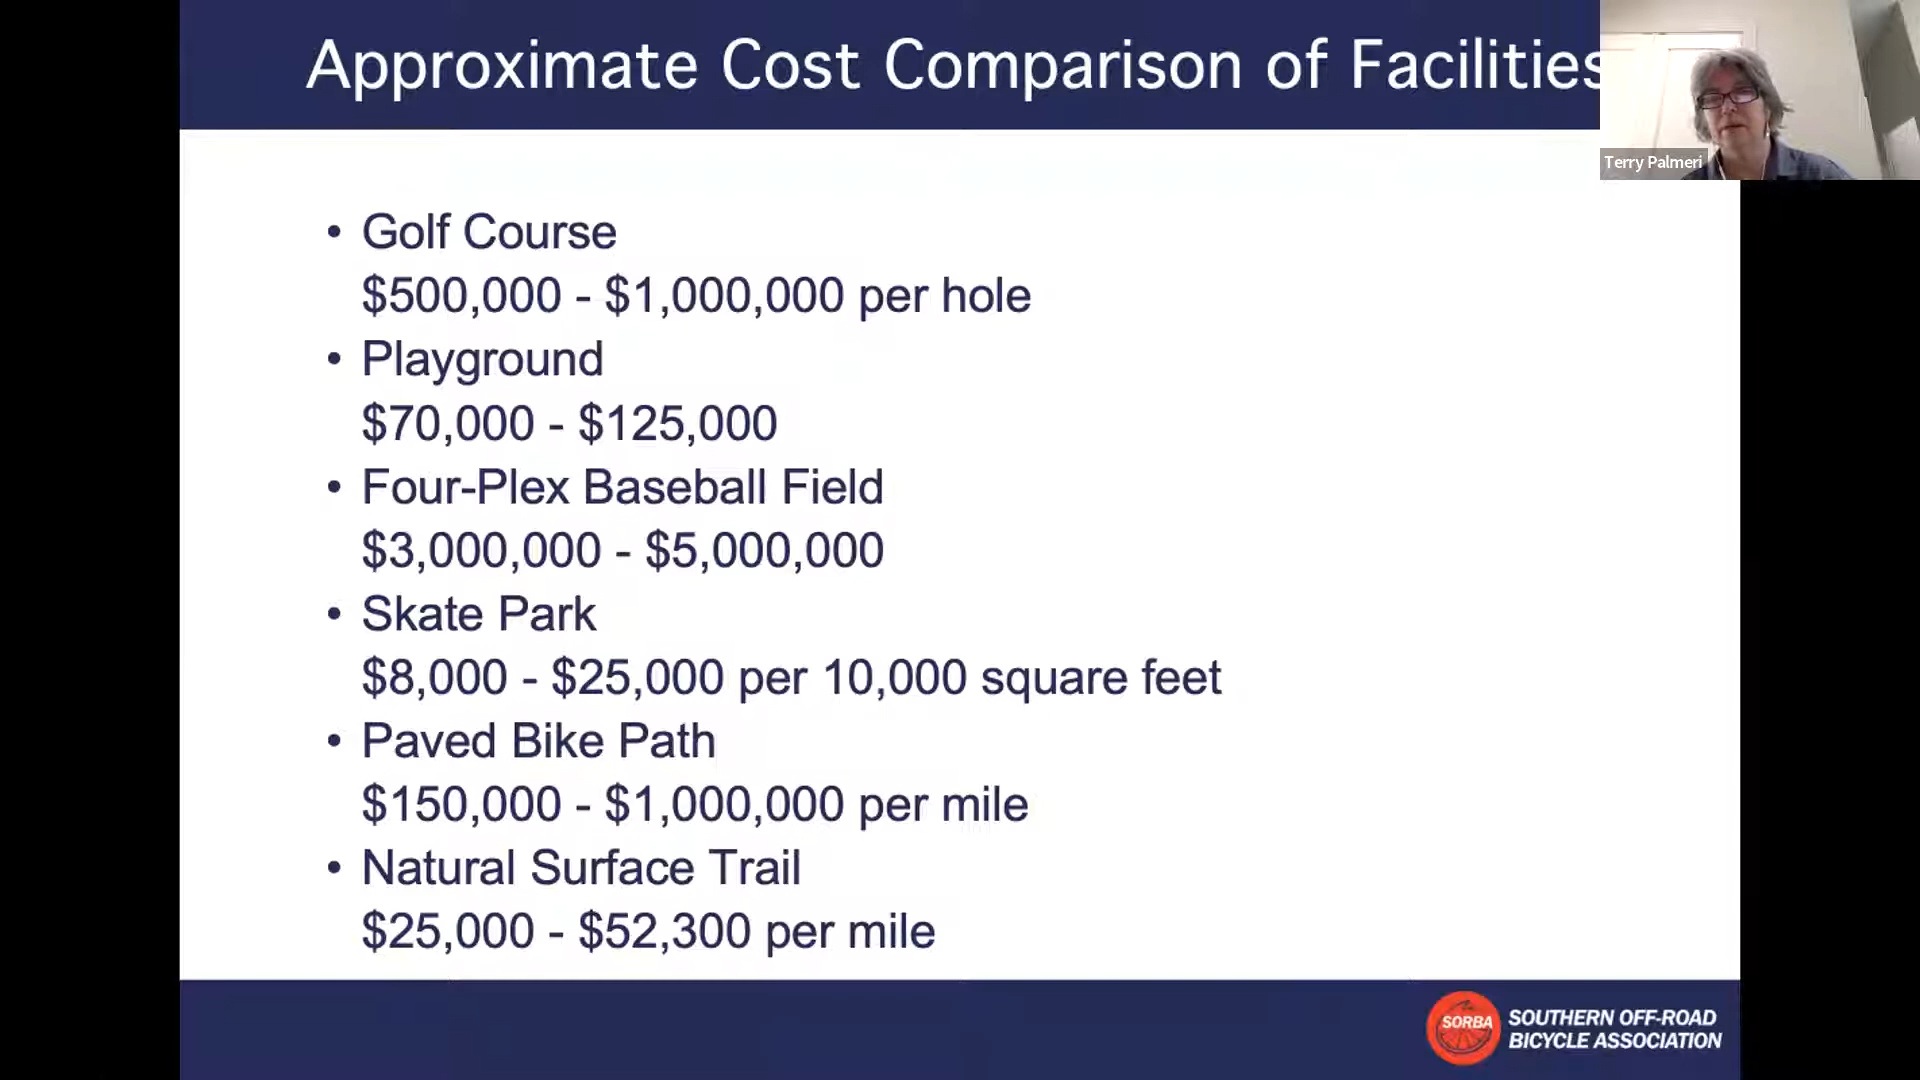 Approximate Cost Comparison of Facilities
Terry Palmeri
• Golf Course
$500,000 - $1,000,000 per hole
• Playground
$70,000 - $125,000
• Four-Plex Baseball Field
$3,000,000 - $5,000,000
• Skate Park
$8,000 - $25,000 per 10,000 square feet
• Paved Bike Path
$150,000 - $1,000,000 per mile
• Natural Surface Trail
$25,000 - $52,300 per mile
SORBA
SOUTHERN OFF-ROAD
BICYCLE ASSOCIATION